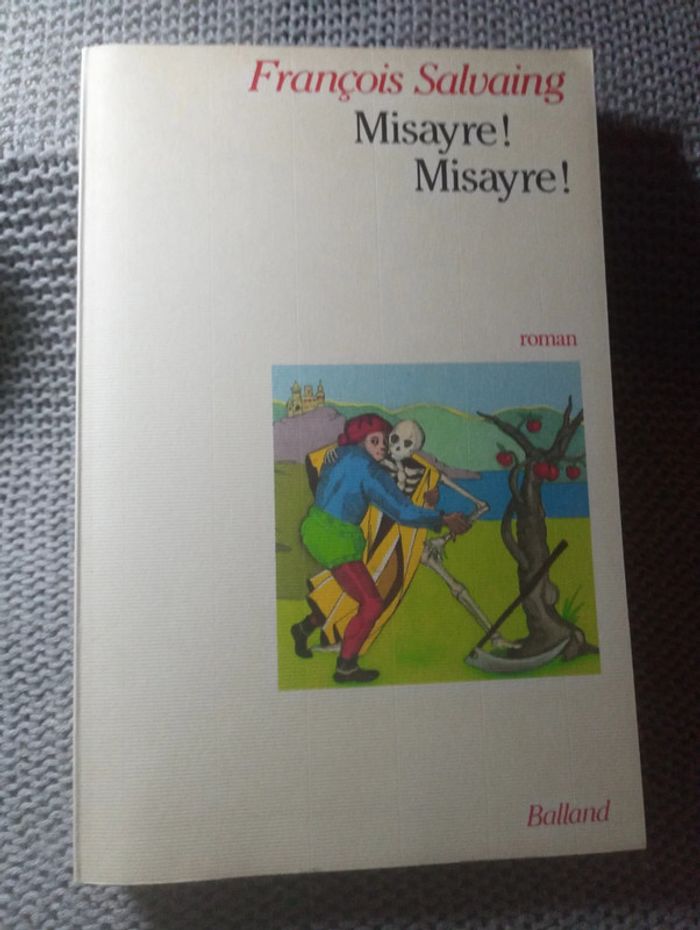 François Salvaing
Misayre!
Misayre!
roman
Balland